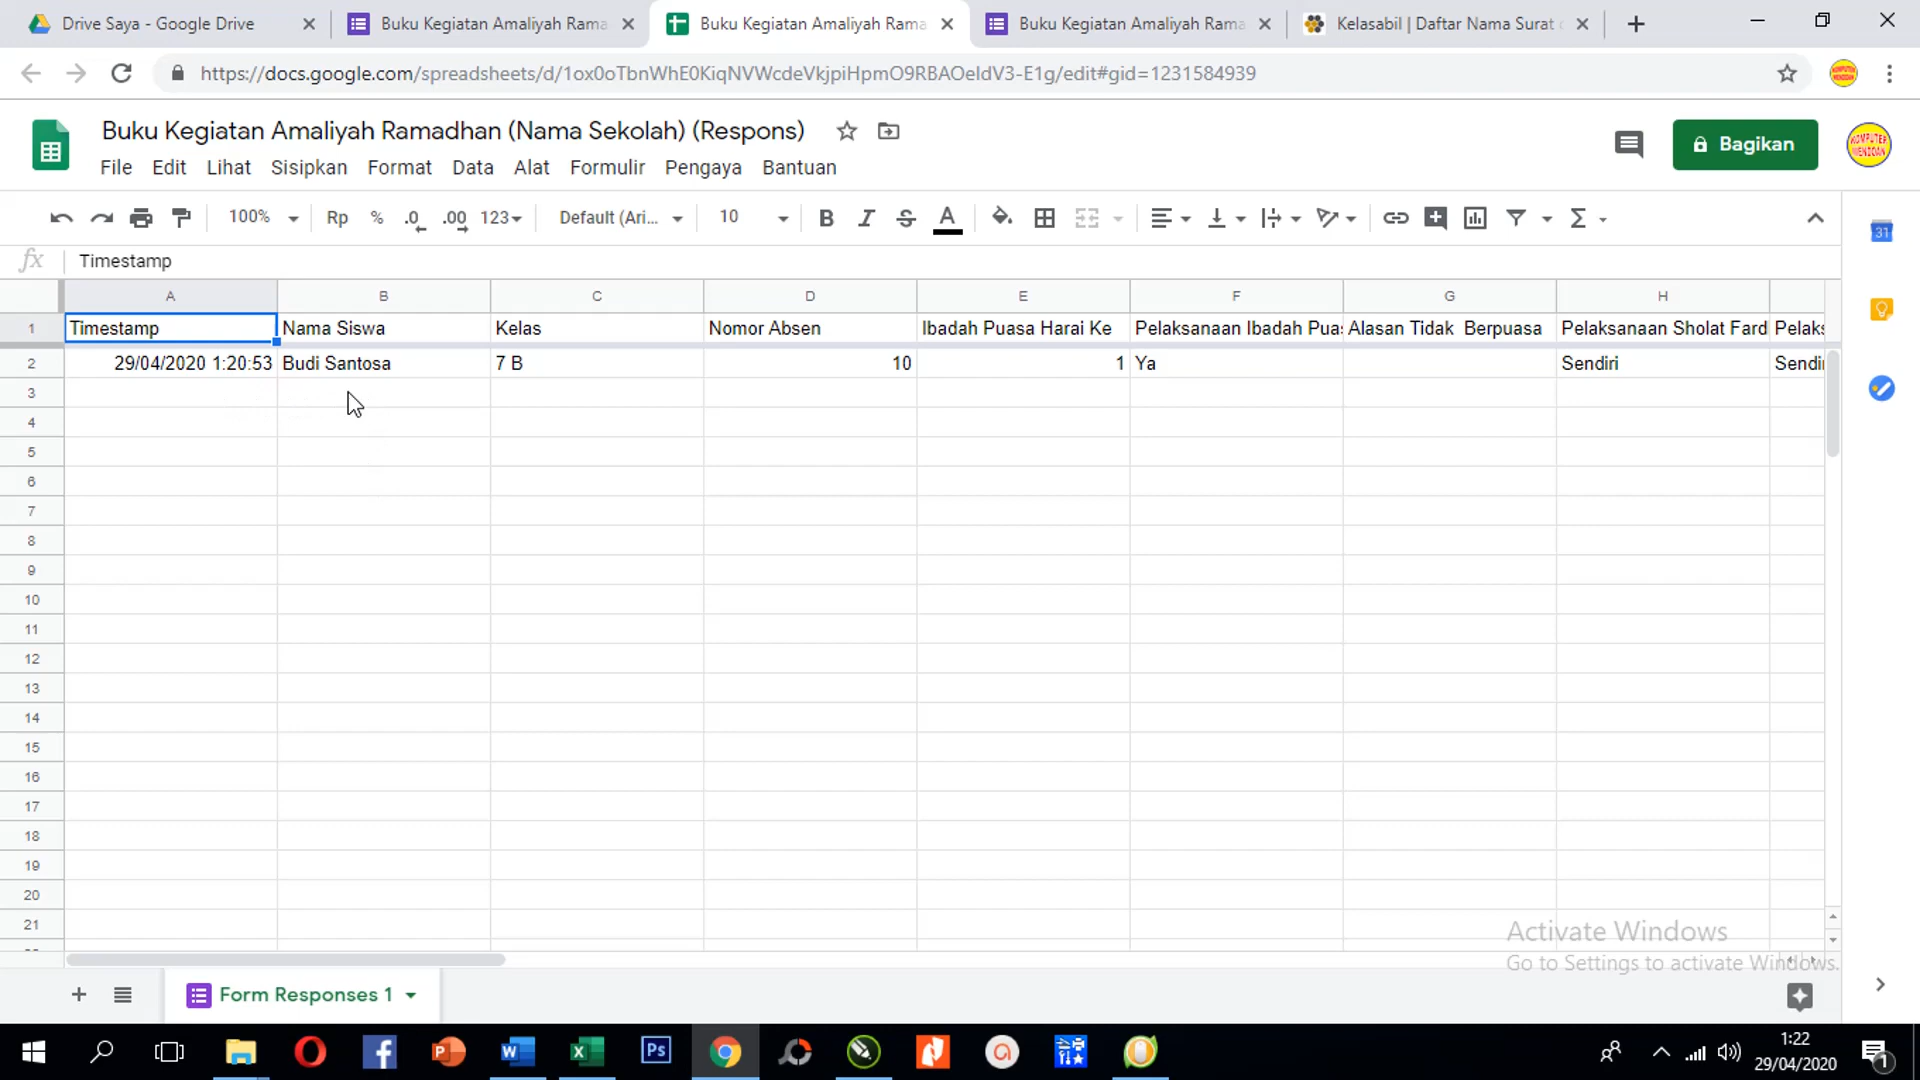 Drive Saya - Google Drive
Buku Kegiatan Amaliyah Rama
Buku Kegiatan Amaliyah Rama
Buku Kegiatan Amaliyah Rama
Kelasabil | Daftar Nama Surat
https://docs.google.com/spreadsheets/d/1ox0oTbnWhE0KiqNVWcdeVkjpiHpmO9RBAOeIdV3-E1g/edit#gid=1231584939
Buku Kegiatan Amaliyah Ramadhan (Nama Sekolah) (Respons)
File Edit Lihat Sisipkan Format Data Alat Formulir Pengaya Bantuan
Bagikan
KOMPUTER MENDOAN
100% Rp % .0 .00 123 Default (Ari... 10 B I S A
31
fx Timestamp
A B C D E F G H
1 Timestamp Nama Siswa Kelas Nomor Absen Ibadah Puasa Harai Ke Pelaksanaan Ibadah Pua Alasan Tidak Berpuasa Pelaksanaan Sholat Fard Pelaks
2 29/04/2020 1:20:53 Budi Santosa 7 B 10 1 Ya Sendiri Sendi
3
4
5
6
7
8
9
10
11
12
13
14
15
16
17
18
19
20
21
Activate Windows
Go to Settings to activate Windows.
Form Responses 1
1:22
29/04/2020
1